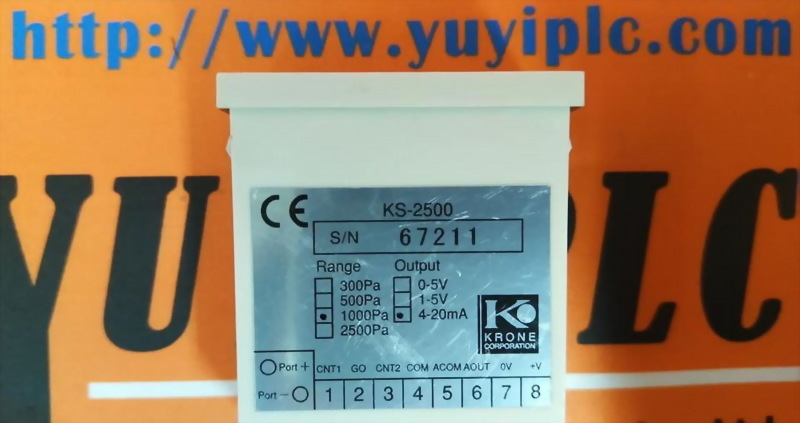 http://www.yuyiplc.com
YU PLC
CE KS-2500
S/N 67211
Range Output
300Pa 0-5V
500Pa 1-5V
1000Pa 4-20mA
2500Pa
K
KRONE
CORPORATION
Port + CNT1 GO CNT2 COM ACOM AOUT 0V +V
Port - 1 2 3 4 5 6 7 8